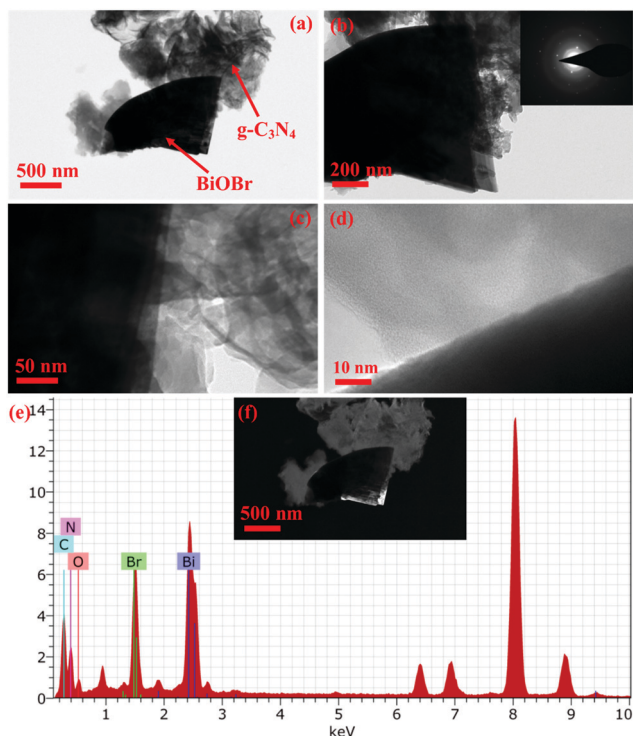 (a)
g-C₃N₄
BiOBr
500 nm
(b)
200 nm
(c)
50 nm
(d)
10 nm
(e)
(f)
500 nm
14
12
10
8
6
4
2
0
N
C
O
Br
Bi
1 2 3 4 5 6 7 8 9 10
keV